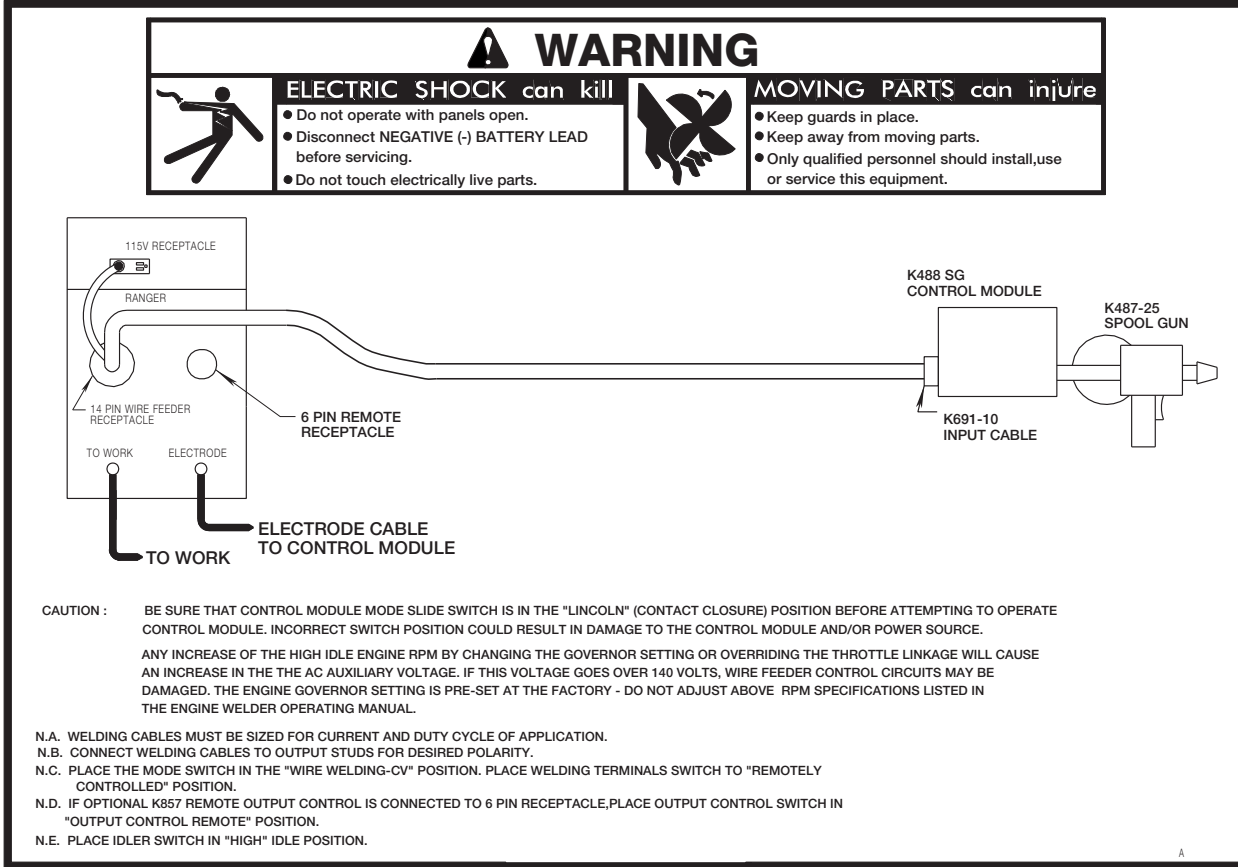 WARNING
ELECTRIC SHOCK can kill
● Do not operate with panels open.
● Disconnect NEGATIVE (-) BATTERY LEAD
before servicing.
● Do not touch electrically live parts.
MOVING PARTS can injure
● Keep guards in place.
● Keep away from moving parts.
● Only qualified personnel should install,use
or service this equipment.
115V RECEPTACLE
RANGER
14 PIN WIRE FEEDER
RECEPTACLE
6 PIN REMOTE
RECEPTACLE
TO WORK
ELECTRODE
ELECTRODE CABLE
TO CONTROL MODULE
TO WORK
K488 SG
CONTROL MODULE
K487-25
SPOOL GUN
K691-10
INPUT CABLE
CAUTION : BE SURE THAT CONTROL MODULE MODE SLIDE SWITCH IS IN THE "LINCOLN" (CONTACT CLOSURE) POSITION BEFORE ATTEMPTING TO OPERATE
CONTROL MODULE. INCORRECT SWITCH POSITION COULD RESULT IN DAMAGE TO THE CONTROL MODULE AND/OR POWER SOURCE.
ANY INCREASE OF THE HIGH IDLE ENGINE RPM BY CHANGING THE GOVERNOR SETTING OR OVERRIDING THE THROTTLE LINKAGE WILL CAUSE
AN INCREASE IN THE THE AC AUXILIARY VOLTAGE. IF THIS VOLTAGE GOES OVER 140 VOLTS, WIRE FEEDER CONTROL CIRCUITS MAY BE
DAMAGED. THE ENGINE GOVERNOR SETTING IS PRE-SET AT THE FACTORY - DO NOT ADJUST ABOVE RPM SPECIFICATIONS LISTED IN
THE ENGINE WELDER OPERATING MANUAL.
N.A. WELDING CABLES MUST BE SIZED FOR CURRENT AND DUTY CYCLE OF APPLICATION.
N.B. CONNECT WELDING CABLES TO OUTPUT STUDS FOR DESIRED POLARITY.
N.C. PLACE THE MODE SWITCH IN THE "WIRE WELDING-CV" POSITION. PLACE WELDING TERMINALS SWITCH TO "REMOTELY
CONTROLLED" POSITION.
N.D. IF OPTIONAL K857 REMOTE OUTPUT CONTROL IS CONNECTED TO 6 PIN RECEPTACLE,PLACE OUTPUT CONTROL SWITCH IN
"OUTPUT CONTROL REMOTE" POSITION.
N.E. PLACE IDLER SWITCH IN "HIGH" IDLE POSITION.
A